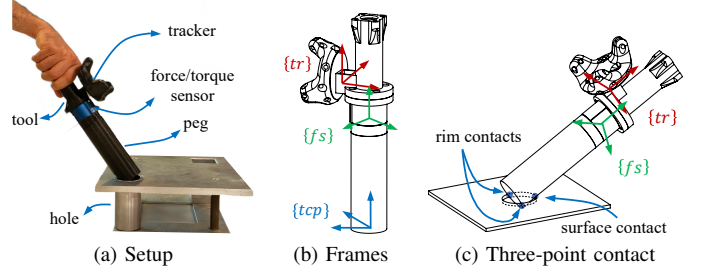 tracker
force/torque
sensor
tool
peg
hole
(a) Setup
{tr}
{fs}
{tcp}
(b) Frames
{tr}
{fs}
rim contacts
surface contact
(c) Three-point contact